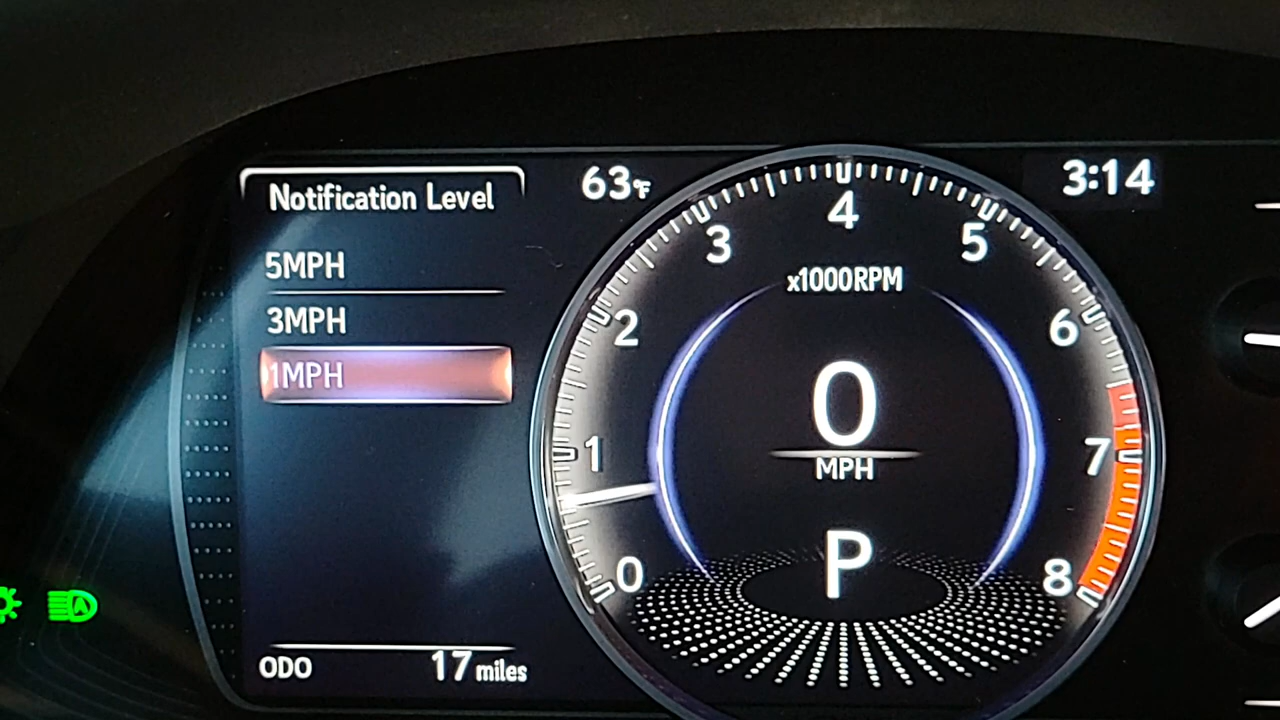 Notification Level
5MPH
3MPH
1MPH
ODO 17 miles
63°F
3:14
0
1
2
3
4
5
6
7
8
x1000RPM
0
MPH
P
A